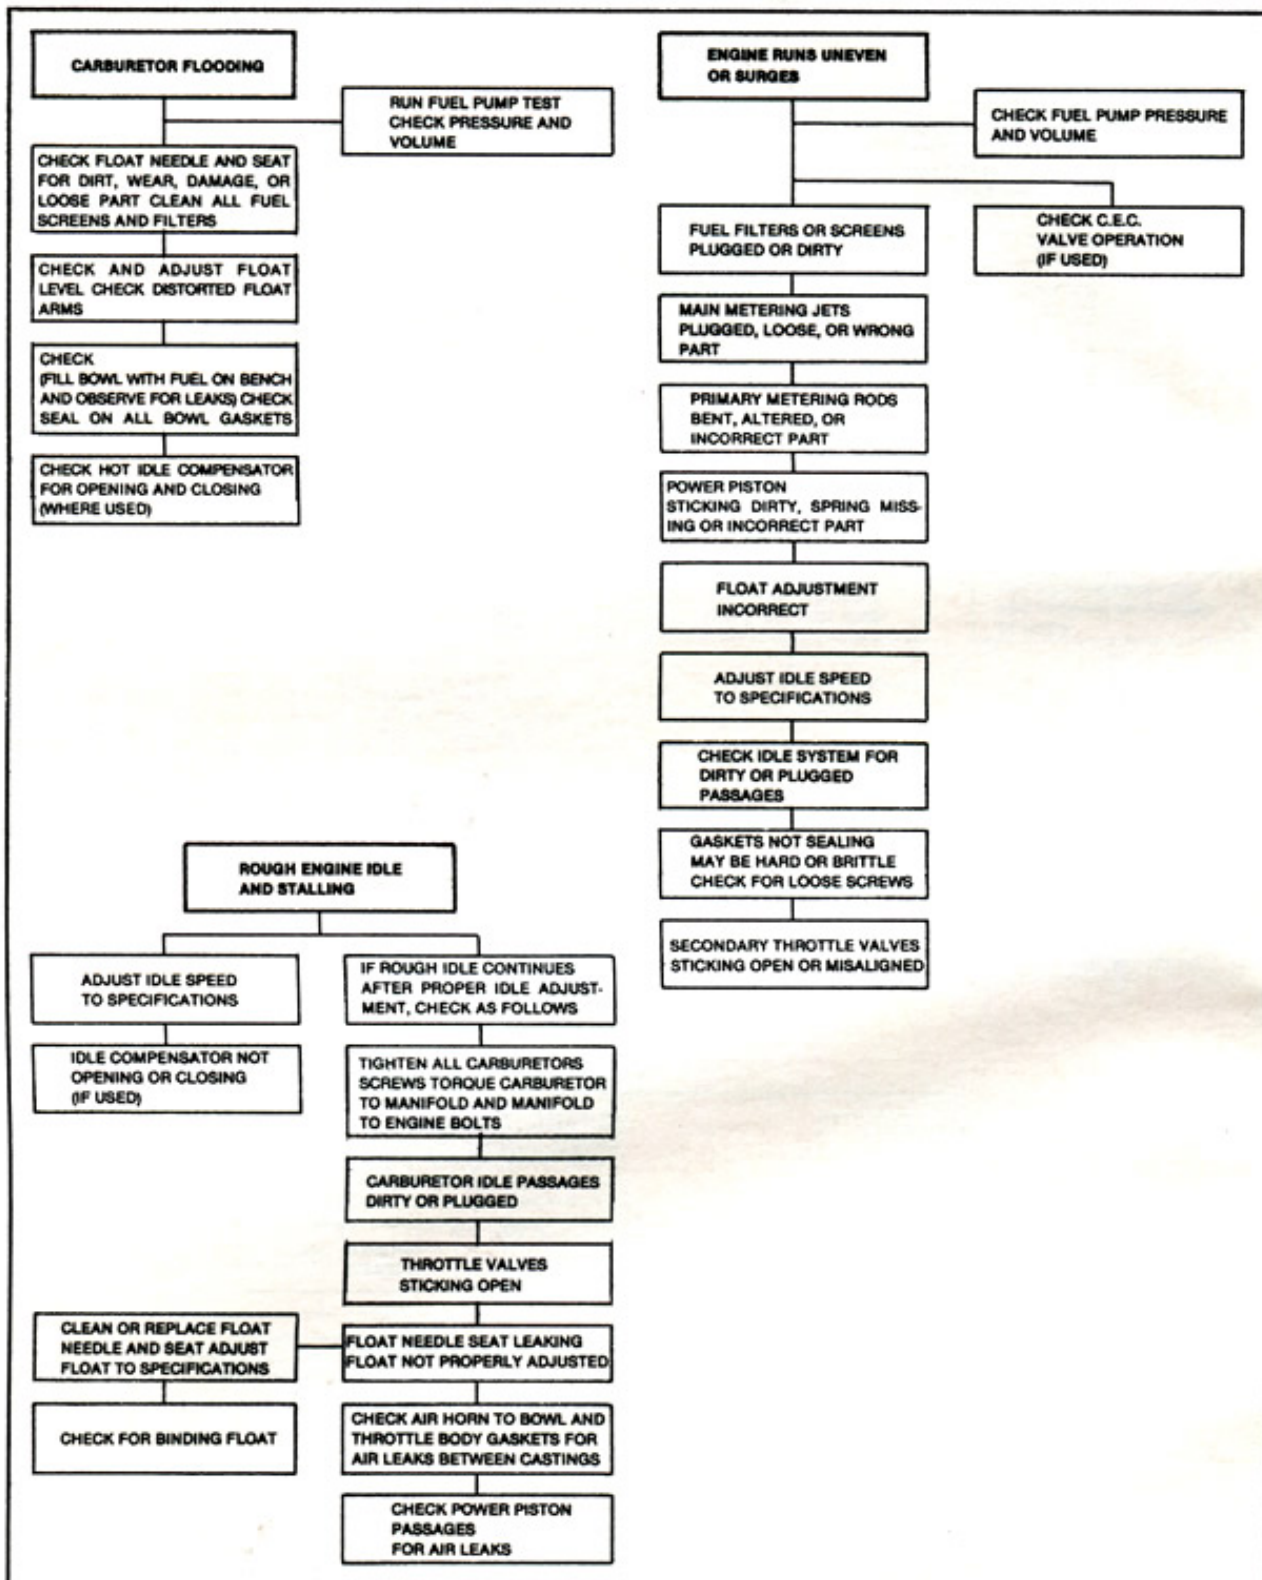 CARBURETOR FLOODING
RUN FUEL PUMP TEST
CHECK PRESSURE AND
VOLUME
CHECK FLOAT NEEDLE AND SEAT
FOR DIRT, WEAR, DAMAGE, OR
LOOSE PART CLEAN ALL FUEL
SCREENS AND FILTERS
CHECK AND ADJUST FLOAT
LEVEL CHECK DISTORTED FLOAT
ARMS
CHECK
(FILL BOWL WITH FUEL ON BENCH
AND OBSERVE FOR LEAKS) CHECK
SEAL ON ALL BOWL GASKETS
CHECK HOT IDLE COMPENSATOR
FOR OPENING AND CLOSING
(WHERE USED)
ENGINE RUNS UNEVEN
OR SURGES
CHECK FUEL PUMP PRESSURE
AND VOLUME
CHECK C.E.C.
VALVE OPERATION
(IF USED)
FUEL FILTERS OR SCREENS
PLUGGED OR DIRTY
MAIN METERING JETS
PLUGGED, LOOSE, OR WRONG
PART
PRIMARY METERING RODS
BENT, ALTERED, OR
INCORRECT PART
POWER PISTON
STICKING DIRTY, SPRING MISS-
ING OR INCORRECT PART
FLOAT ADJUSTMENT
INCORRECT
ADJUST IDLE SPEED
TO SPECIFICATIONS
CHECK IDLE SYSTEM FOR
DIRTY OR PLUGGED
PASSAGES
GASKETS NOT SEALING
MAY BE HARD OR BRITTLE
CHECK FOR LOOSE SCREWS
SECONDARY THROTTLE VALVES
STICKING OPEN OR MISALIGNED
ROUGH ENGINE IDLE
AND STALLING
ADJUST IDLE SPEED
TO SPECIFICATIONS
IDLE COMPENSATOR NOT
OPENING OR CLOSING
(IF USED)
IF ROUGH IDLE CONTINUES
AFTER PROPER IDLE ADJUST-
MENT, CHECK AS FOLLOWS
TIGHTEN ALL CARBURETORS
SCREWS TORQUE CARBURETOR
TO MANIFOLD AND MANIFOLD
TO ENGINE BOLTS
CARBURETOR IDLE PASSAGES
DIRTY OR PLUGGED
THROTTLE VALVES
STICKING OPEN
FLOAT NEEDLE SEAT LEAKING
FLOAT NOT PROPERLY ADJUSTED
CLEAN OR REPLACE FLOAT
NEEDLE AND SEAT ADJUST
FLOAT TO SPECIFICATIONS
CHECK FOR BINDING FLOAT
CHECK AIR HORN TO BOWL AND
THROTTLE BODY GASKETS FOR
AIR LEAKS BETWEEN CASTINGS
CHECK POWER PISTON
PASSAGES
FOR AIR LEAKS